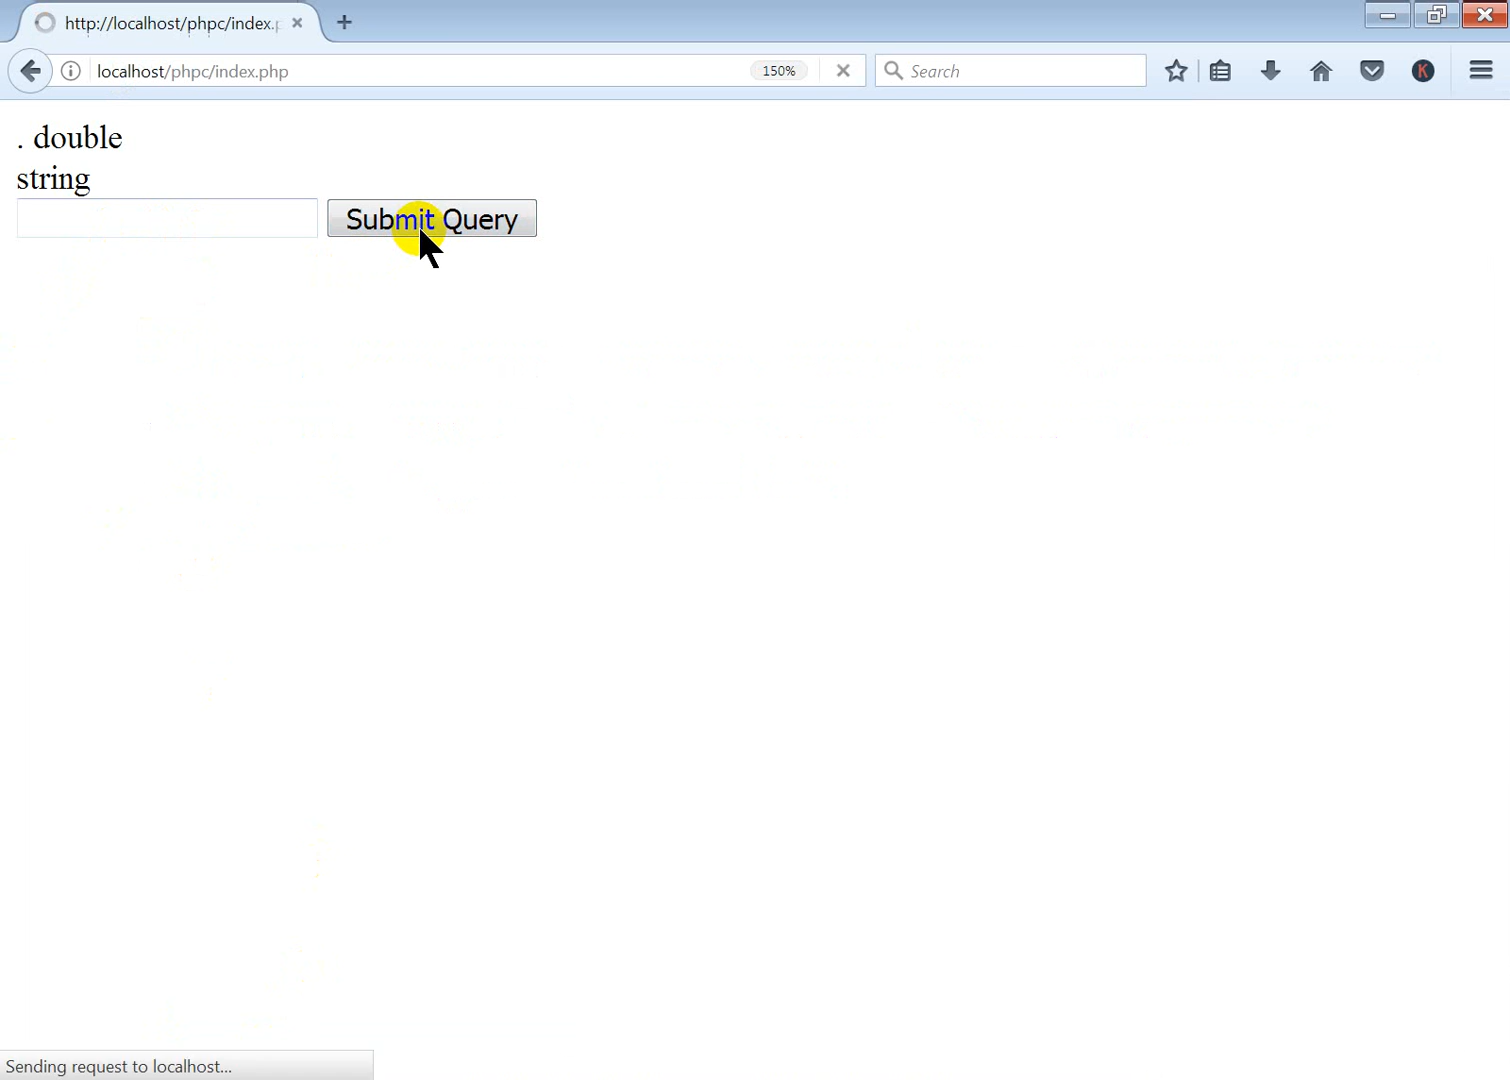 http://localhost/phpc/index.p
localhost/phpc/index.php
150%
Search
K
. double
string
Submit Query
Sending request to localhost...